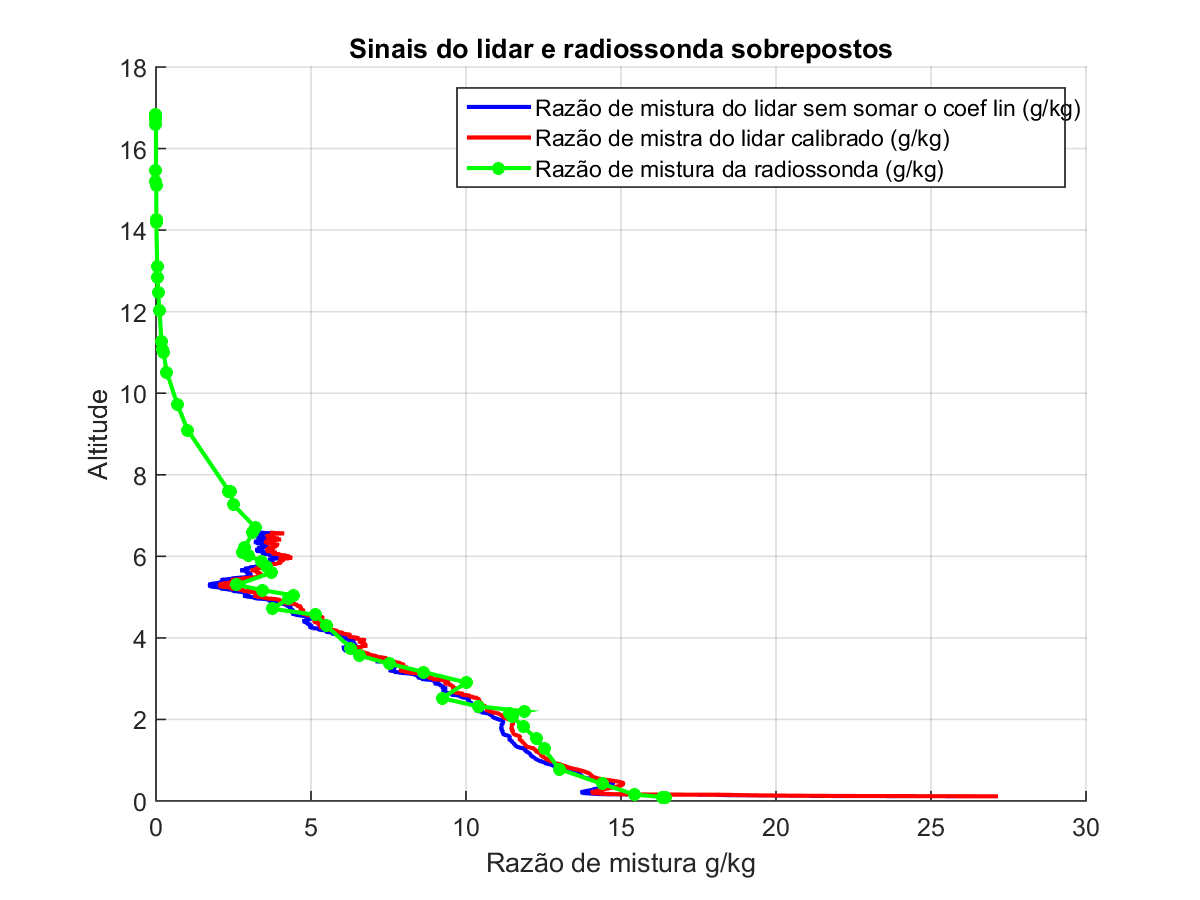 Sinais do lidar e radiossonda sobrepostos
18
16
14
12
10
8
6
4
2
0
Altitude
Razão de mistura do lidar sem somar o coef lin (g/kg)
Razão de mistra do lidar calibrado (g/kg)
Razão de mistura da radiossonda (g/kg)
0 5 10 15 20 25 30
Razão de mistura g/kg